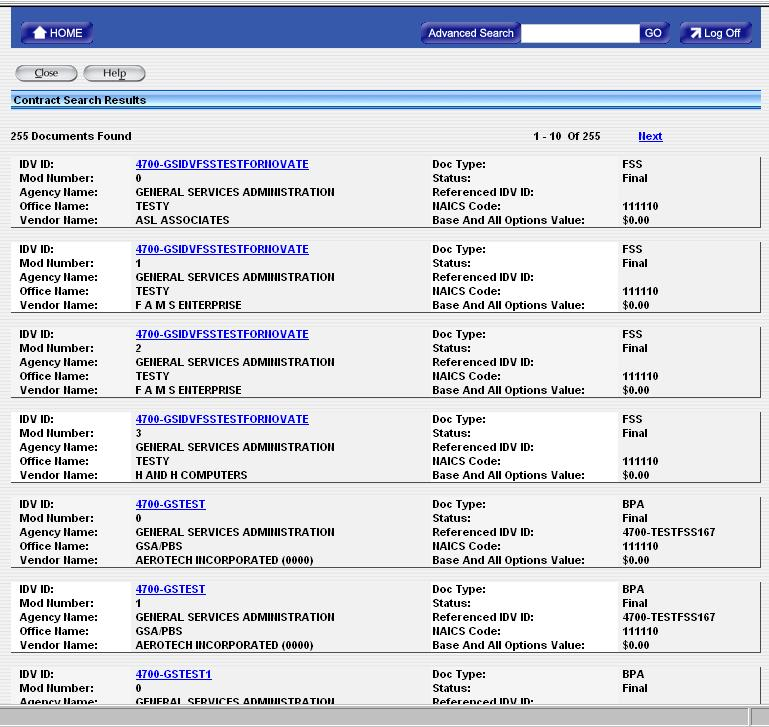 HOME Advanced Search GO Log Off
Close Help
Contract Search Results
255 Documents Found 1 - 10 Of 255 Next
IDV ID: 4700-GSIDVFSSTESTFORNOVATE Doc Type: FSS
Mod Number: 0 Status: Final
Agency Name: GENERAL SERVICES ADMINISTRATION Referenced IDV ID:
Office Name: TESTY NAICS Code: 111110
Vendor Name: ASL ASSOCIATES Base And All Options Value: $0.00
IDV ID: 4700-GSIDVFSSTESTFORNOVATE Doc Type: FSS
Mod Number: 1 Status: Final
Agency Name: GENERAL SERVICES ADMINISTRATION Referenced IDV ID:
Office Name: TESTY NAICS Code: 111110
Vendor Name: F A M S ENTERPRISE Base And All Options Value: $0.00
IDV ID: 4700-GSIDVFSSTESTFORNOVATE Doc Type: FSS
Mod Number: 2 Status: Final
Agency Name: GENERAL SERVICES ADMINISTRATION Referenced IDV ID:
Office Name: TESTY NAICS Code: 111110
Vendor Name: F A M S ENTERPRISE Base And All Options Value: $0.00
IDV ID: 4700-GSIDVFSSTESTFORNOVATE Doc Type: FSS
Mod Number: 3 Status: Final
Agency Name: GENERAL SERVICES ADMINISTRATION Referenced IDV ID:
Office Name: TESTY NAICS Code: 111110
Vendor Name: H AND H COMPUTERS Base And All Options Value: $0.00
IDV ID: 4700-GSTEST Doc Type: BPA
Mod Number: 0 Status: Final
Agency Name: GENERAL SERVICES ADMINISTRATION Referenced IDV ID: 4700-TESTFSS167
Office Name: GSA/PBS NAICS Code: 111110
Vendor Name: AEROTECH INCORPORATED (0000) Base And All Options Value: $0.00
IDV ID: 4700-GSTEST Doc Type: BPA
Mod Number: 1 Status: Final
Agency Name: GENERAL SERVICES ADMINISTRATION Referenced IDV ID: 4700-TESTFSS167
Office Name: GSA/PBS NAICS Code: 111110
Vendor Name: AEROTECH INCORPORATED (0000) Base And All Options Value: $0.00
IDV ID: 4700-GSTEST1 Doc Type: BPA
Mod Number: 0 Status: Final
Agency Name: GENERAL SERVICES ADMINISTRATION Referenced IDV ID: